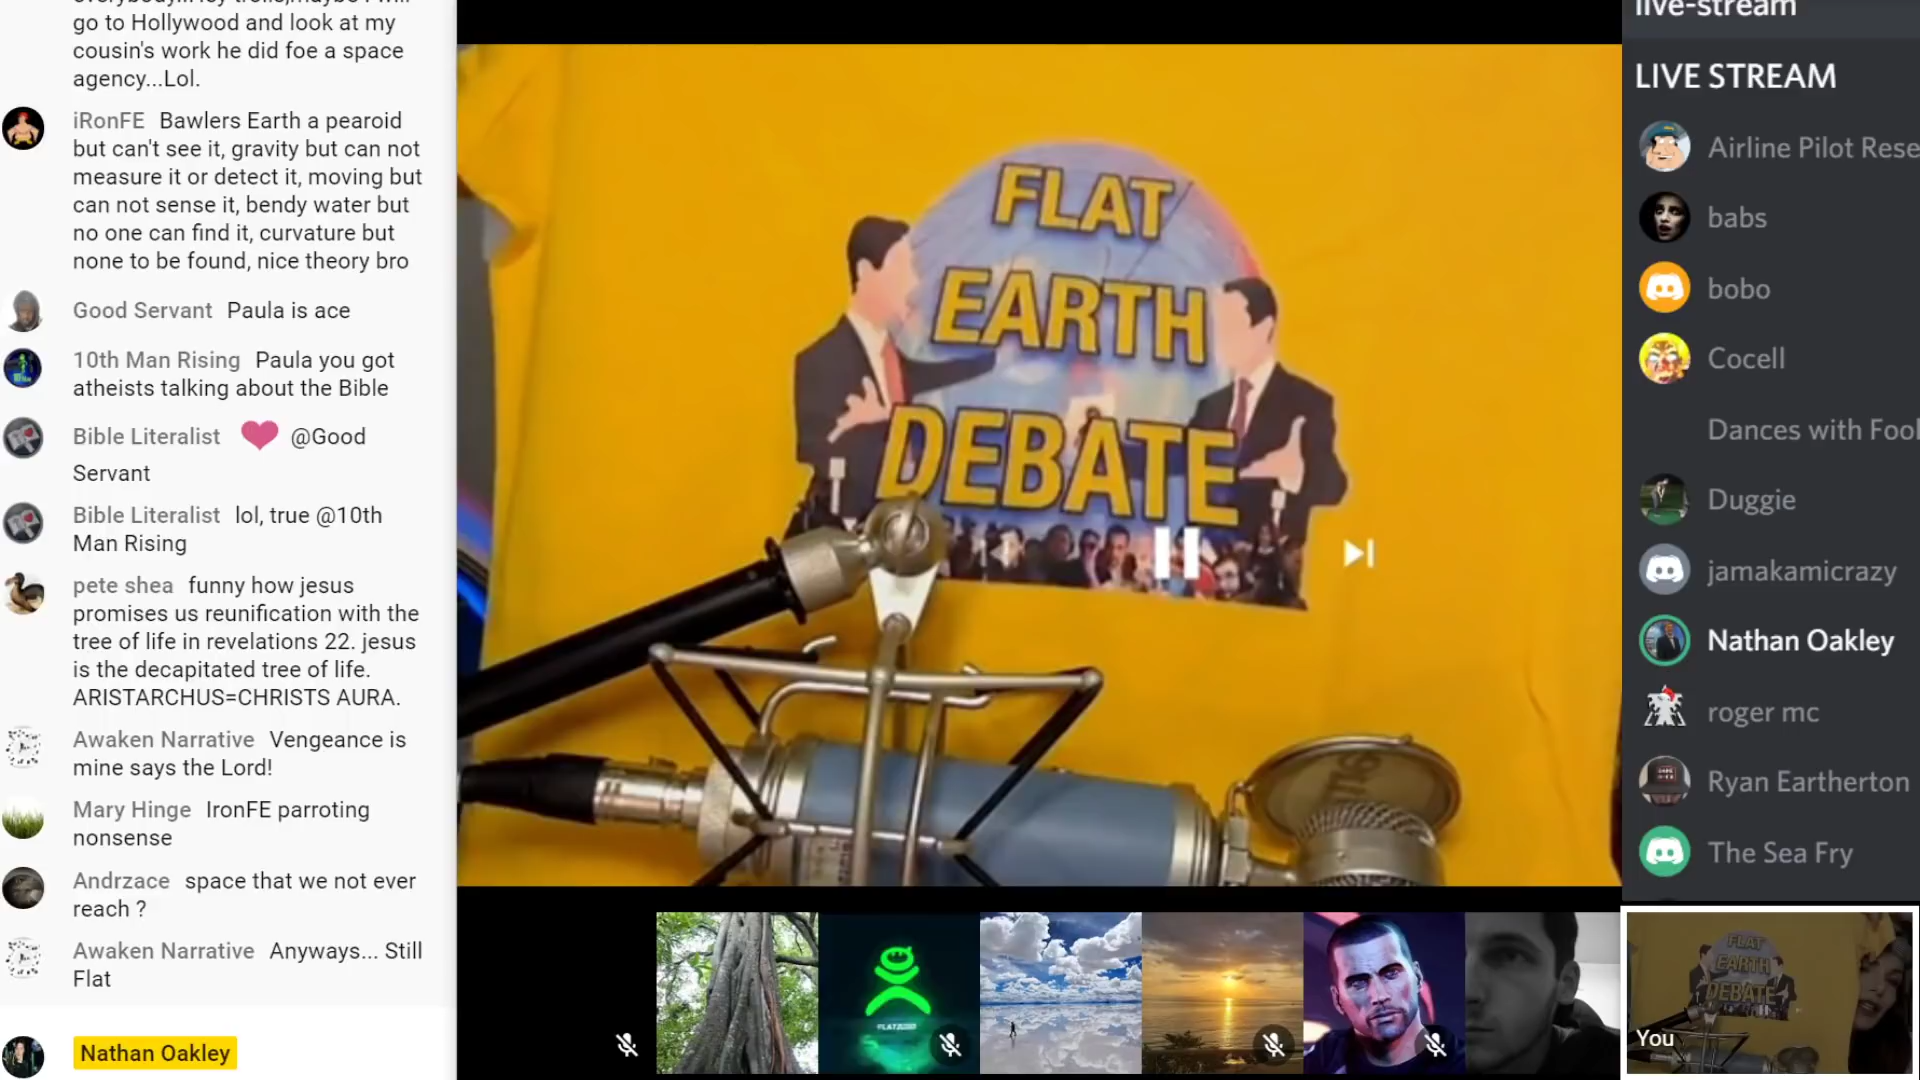 go to Hollywood and look at my
cousin's work he did foe a space
agency...Lol.
iRonFE Bawlers Earth a pearoid
but can't see it, gravity but can not
measure it or detect it, moving but
can not sense it, bendy water but
no one can find it, curvature but
none to be found, nice theory bro
Good Servant Paula is ace
10th Man Rising Paula you got
atheists talking about the Bible
Bible Literalist @Good
Servant
Bible Literalist lol, true @10th
Man Rising
pete shea funny how jesus
promises us reunification with the
tree of life in revelations 22. jesus
is the decapitated tree of life.
ARISTARCHUS=CHRISTS AURA.
Awaken Narrative Vengeance is
mine says the Lord!
Mary Hinge IronFE parroting
nonsense
Andrzace space that we not ever
reach ?
Awaken Narrative Anyways... Still
Flat
Nathan Oakley
FLAT
EARTH
DEBATE
live-stream
LIVE STREAM
Airline Pilot Rese
babs
bobo
Cocell
Dances with Fool
Duggie
jamakamicrazy
Nathan Oakley
roger mc
Ryan Eartherton
The Sea Fry
FLAT
EARTH
DEBATE
You